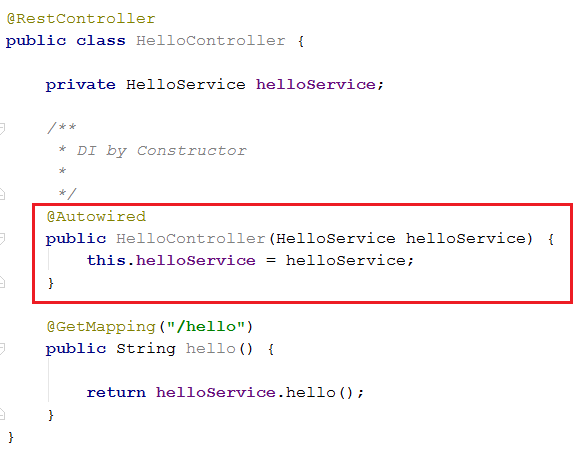 @RestController
public class HelloController {
private HelloService helloService;
/**
* DI by Constructor
*
*/
@Autowired
public HelloController(HelloService helloService) {
this.helloService = helloService;
}
@GetMapping("/hello")
public String hello() {
return helloService.hello();
}
}